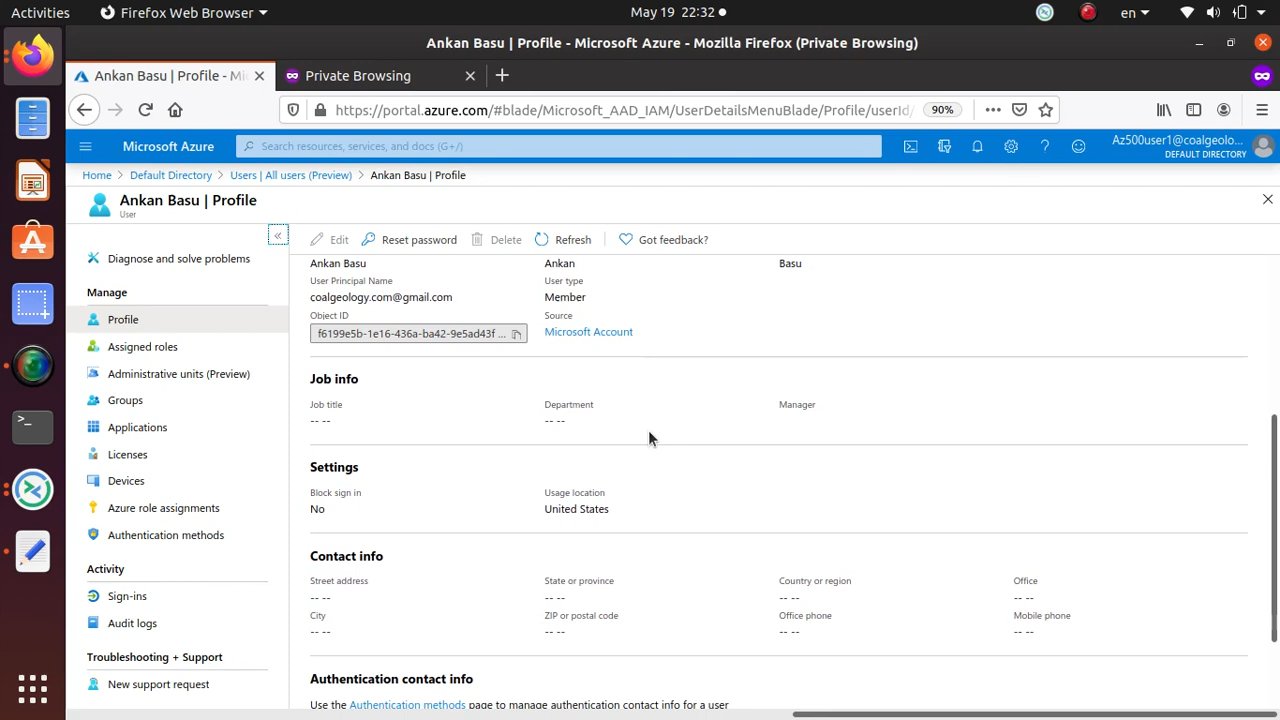 Activities Firefox Web Browser May 19 22:32 en
Ankan Basu | Profile - Microsoft Azure - Mozilla Firefox (Private Browsing)
Ankan Basu | Profile - Mi Private Browsing
https://portal.azure.com/#blade/Microsoft_AAD_IAM/UserDetailsMenuBlade/Profile/userId/ 90%
Microsoft Azure Search resources, services, and docs (G+/) Az500user1@coalgeolo...
DEFAULT DIRECTORY
Home > Default Directory > Users | All users (Preview) > Ankan Basu | Profile
Ankan Basu | Profile
User
«
Edit Reset password Delete Refresh Got feedback?
Diagnose and solve problems
Manage
Profile
Assigned roles
Administrative units (Preview)
Groups
Applications
Licenses
Devices
Azure role assignments
Authentication methods
Activity
Sign-ins
Audit logs
Troubleshooting + Support
New support request
Ankan Basu Ankan Basu
User Principal Name User type
coalgeology.com@gmail.com Member
Object ID Source
f6199e5b-1e16-436a-ba42-9e5ad43f ... Microsoft Account
Job info
Job title Department Manager
-- -- -- --
Settings
Block sign in Usage location
No United States
Contact info
Street address State or province Country or region Office
-- -- -- -- -- -- -- --
City ZIP or postal code Office phone Mobile phone
-- -- -- -- -- -- -- --
Authentication contact info
Use the Authentication methods page to manage authentication contact info for a user